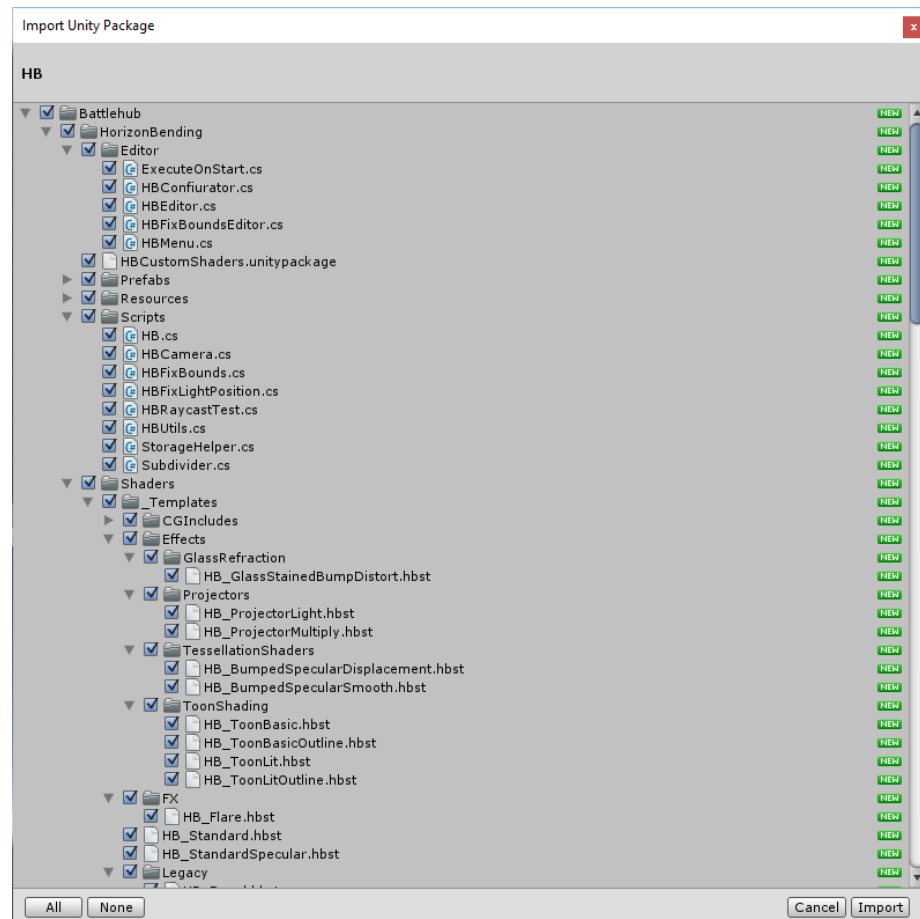 Import Unity Package
x
HB
Battlehub NEW
HorizonBending NEW
Editor NEW
ExecuteOnStart.cs NEW
HBConfiurator.cs NEW
HBEditor.cs NEW
HBFixBoundsEditor.cs NEW
HBMenu.cs NEW
HBCustomShaders.unitypackage NEW
Prefabs NEW
Resources NEW
Scripts NEW
HB.cs NEW
HBCamera.cs NEW
HBFixBounds.cs NEW
HBFixLightPosition.cs NEW
HBRaycastTest.cs NEW
HBUtils.cs NEW
StorageHelper.cs NEW
Subdivider.cs NEW
Shaders NEW
_Templates NEW
CGIncludes NEW
Effects NEW
GlassRefraction NEW
HB_GlassStainedBumpDistort.hbst NEW
Projectors NEW
HB_ProjectorLight.hbst NEW
HB_ProjectorMultiply.hbst NEW
TessellationShaders NEW
HB_BumpedSpecularDisplacement.hbst NEW
HB_BumpedSpecularSmooth.hbst NEW
ToonShading NEW
HB_ToonBasic.hbst NEW
HB_ToonBasicOutline.hbst NEW
HB_ToonLit.hbst NEW
HB_ToonLitOutline.hbst NEW
FX NEW
HB_Flare.hbst NEW
HB_Standard.hbst NEW
HB_StandardSpecular.hbst NEW
Legacy NEW
All None Cancel Import